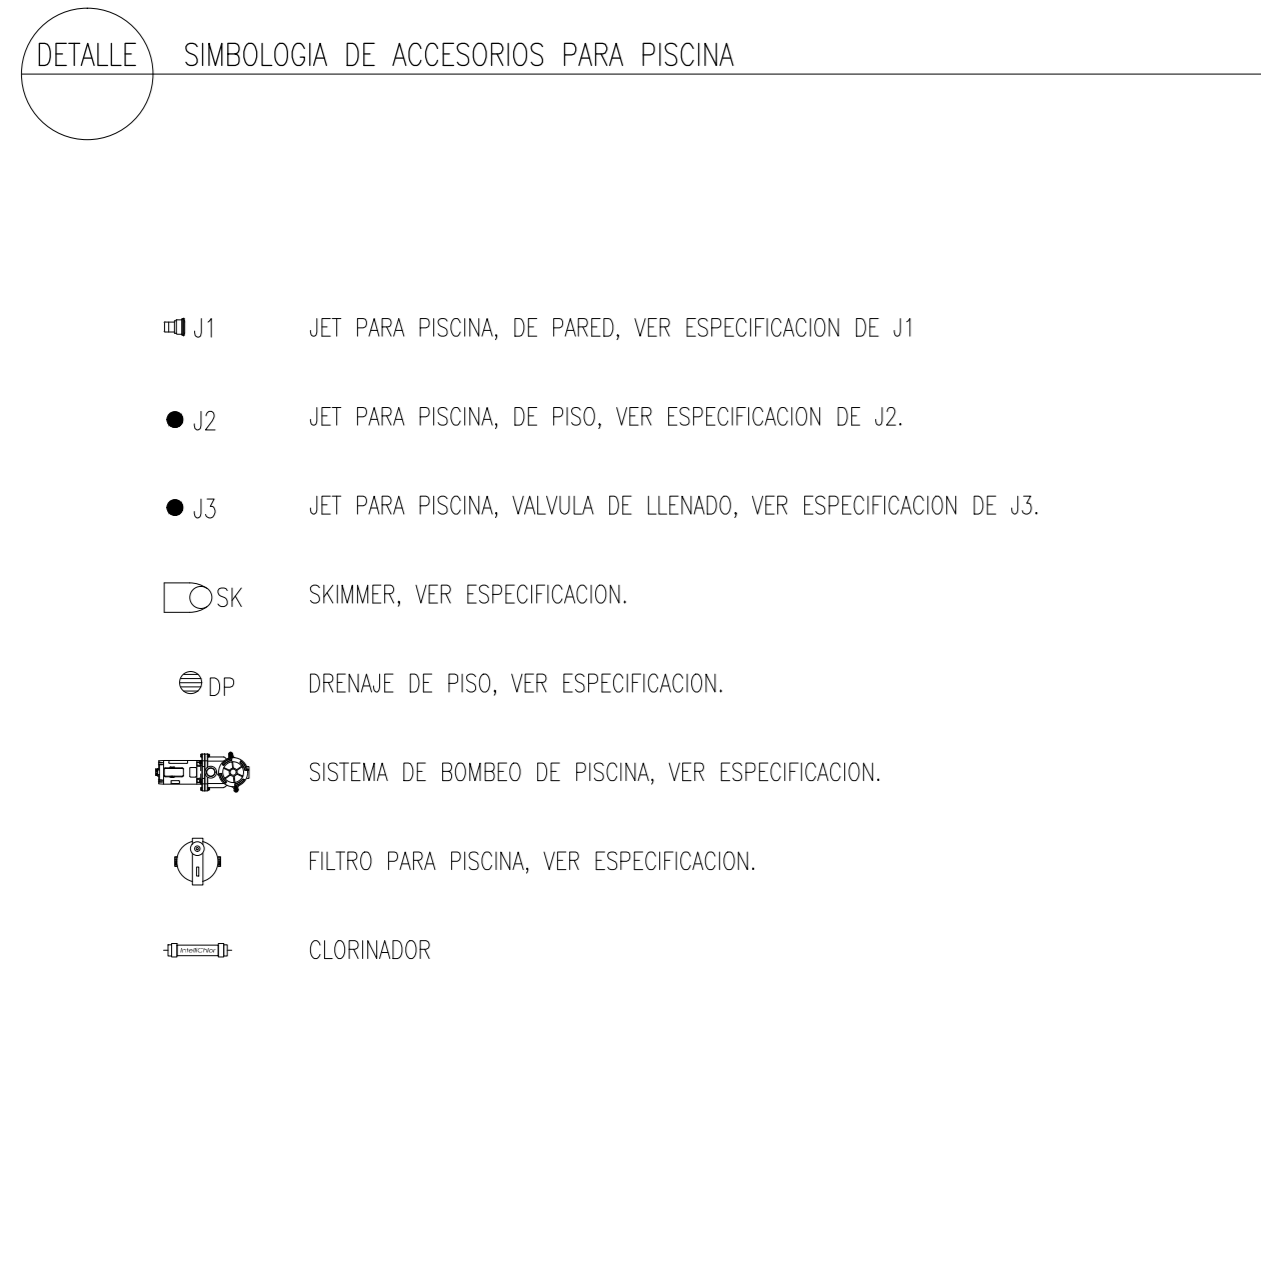 DETALLE SIMBOLOGIA DE ACCESORIOS PARA PISCINA
J1 JET PARA PISCINA, DE PARED, VER ESPECIFICACION DE J1
J2 JET PARA PISCINA, DE PISO, VER ESPECIFICACION DE J2.
J3 JET PARA PISCINA, VALVULA DE LLENADO, VER ESPECIFICACION DE J3.
SK SKIMMER, VER ESPECIFICACION.
DP DRENAJE DE PISO, VER ESPECIFICACION.
SISTEMA DE BOMBEO DE PISCINA, VER ESPECIFICACION.
FILTRO PARA PISCINA, VER ESPECIFICACION.
IntelliChlor CLORINADOR